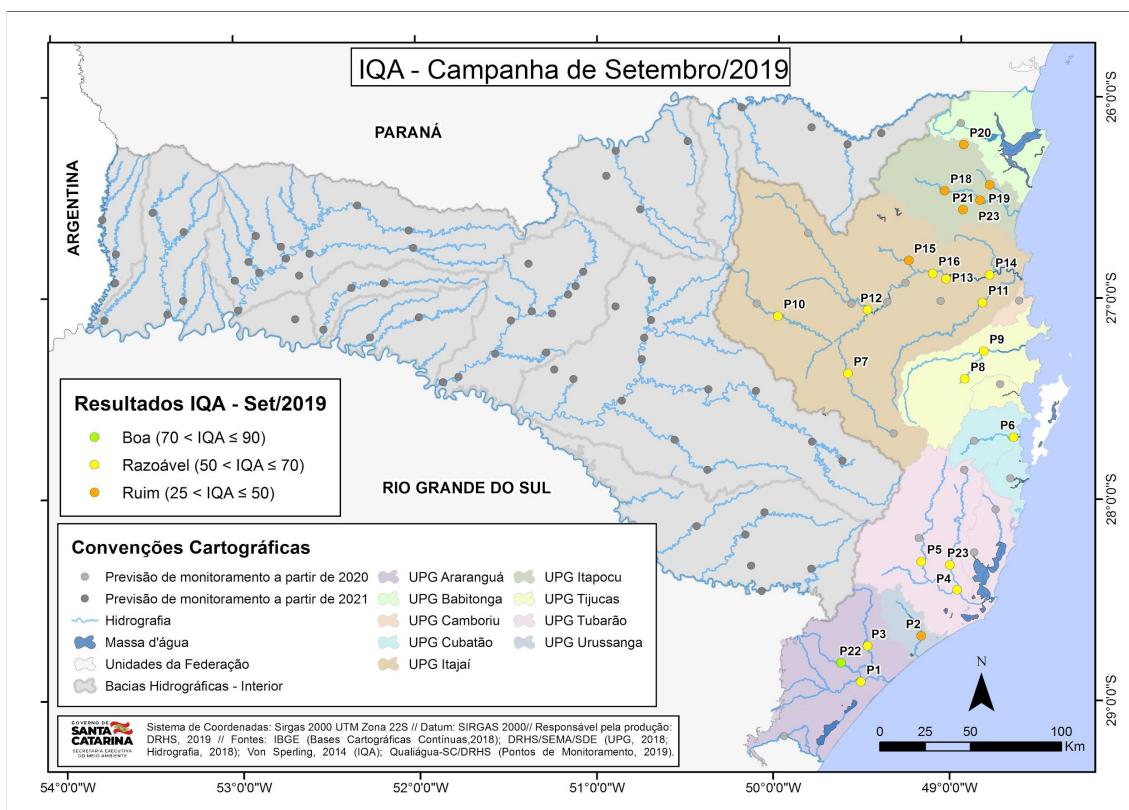 IQA - Campanha de Setembro/2019
26°0'0"S
27°0'0"S
28°0'0"S
29°0'0"S
PARANÁ
ARGENTINA
RIO GRANDE DO SUL
P20
P18
P19
P21
P23
P15
P16
P13
P14
P11
P12
P10
P7
P9
P8
P6
P5
P23
P4
P2
P3
P22
P1
Resultados IQA - Set/2019
Boa (70 < IQA ≤ 90)
Razoável (50 < IQA ≤ 70)
Ruim (25 < IQA ≤ 50)
Convenções Cartográficas
Previsão de monitoramento a partir de 2020
Previsão de monitoramento a partir de 2021
Hidrografia
Massa d'água
Unidades da Federação
Bacias Hidrográficas - Interior
UPG Araranguá
UPG Babitonga
UPG Camboriu
UPG Cubatão
UPG Itajaí
UPG Itapocu
UPG Tijucas
UPG Tubarão
UPG Urussanga
N
0 50 100
Km
GOVERNO DE
SANTA
CATARINA
SECRETARIA EXECUTIVA
DO MEIO AMBIENTE
Sistema de Coordenadas: Sirgas 2000 UTM Zona 22S // Datum: SIRGAS 2000// Responsável pela produção:
DRHS, 2019 // Fontes: IBGE (Bases Cartográficas Contínuas,2018); DRHS/SEMA/SDE (UPG, 2018;
Hidrografia, 2018); Von Sperling, 2014 (IQA); Qualiágua-SC/DRHS (Pontos de Monitoramento, 2019).
54°0'0"W 53°0'0"W 52°0'0"W 51°0'0"W 50°0'0"W 49°0'0"W